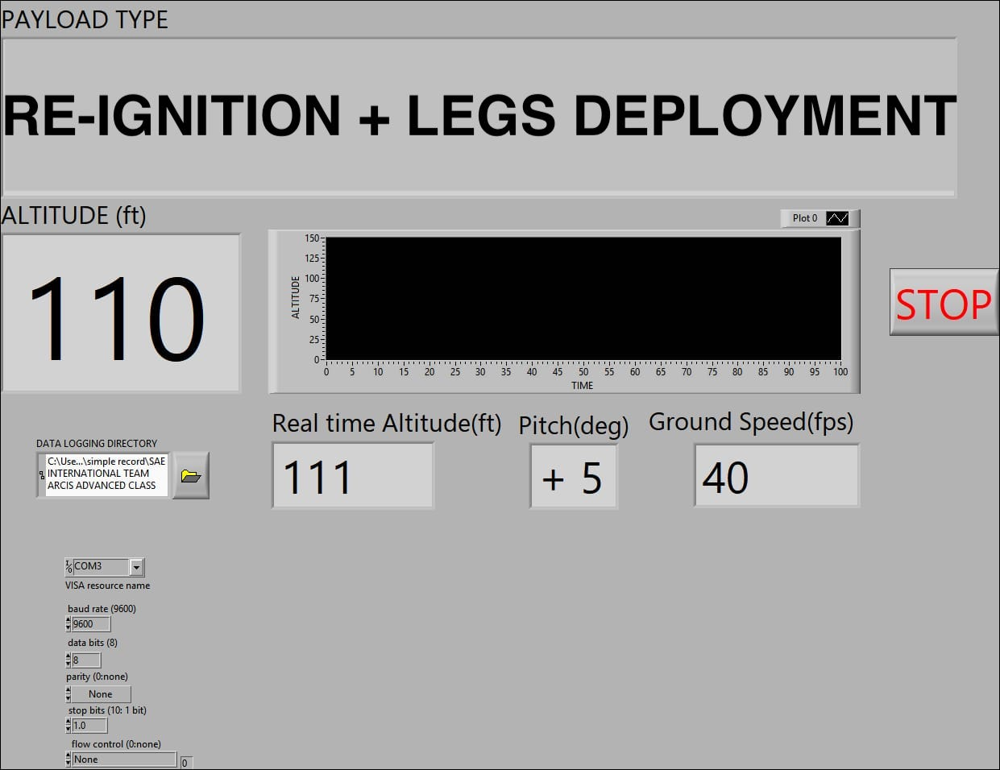 PAYLOAD TYPE
RE-IGNITION + LEGS DEPLOYMENT
ALTITUDE (ft)
110
Plot 0
150
125
100
75
50
25
0
ALTITUDE
0 5 10 15 20 25 30 35 40 45 50 55 60 65 70 75 80 85 90 95 100
TIME
STOP
Real time Altitude(ft)
111
Pitch(deg)
+ 5
Ground Speed(fps)
40
DATA LOGGING DIRECTORY
C:\Use...\simple record\SAE
INTERNATIONAL TEAM
ARCIS ADVANCED CLASS
I/O COM3
VISA resource name
baud rate (9600)
9600
data bits (8)
8
parity (0:none)
None
stop bits (10: 1 bit)
1.0
flow control (0:none)
None
0